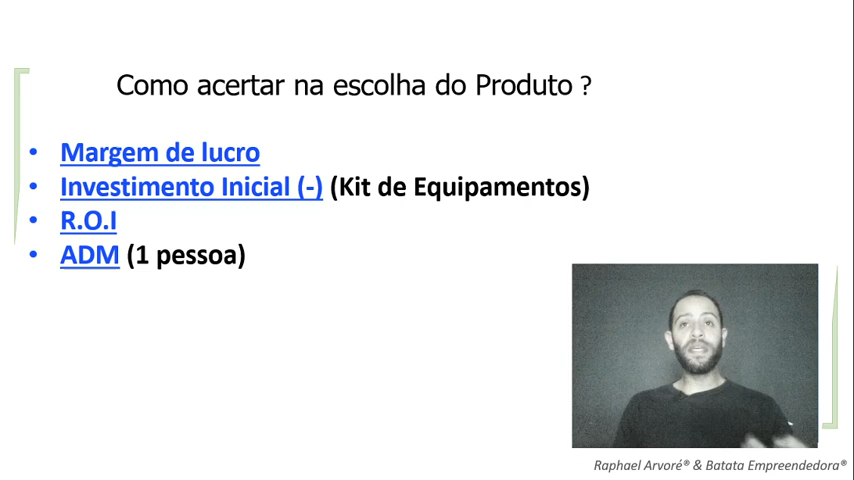 Como acertar na escolha do Produto ?
• Margem de lucro
• Investimento Inicial (-) (Kit de Equipamentos)
• R.O.I
• ADM (1 pessoa)
Raphael Arvoré® & Batata Empreendedora®